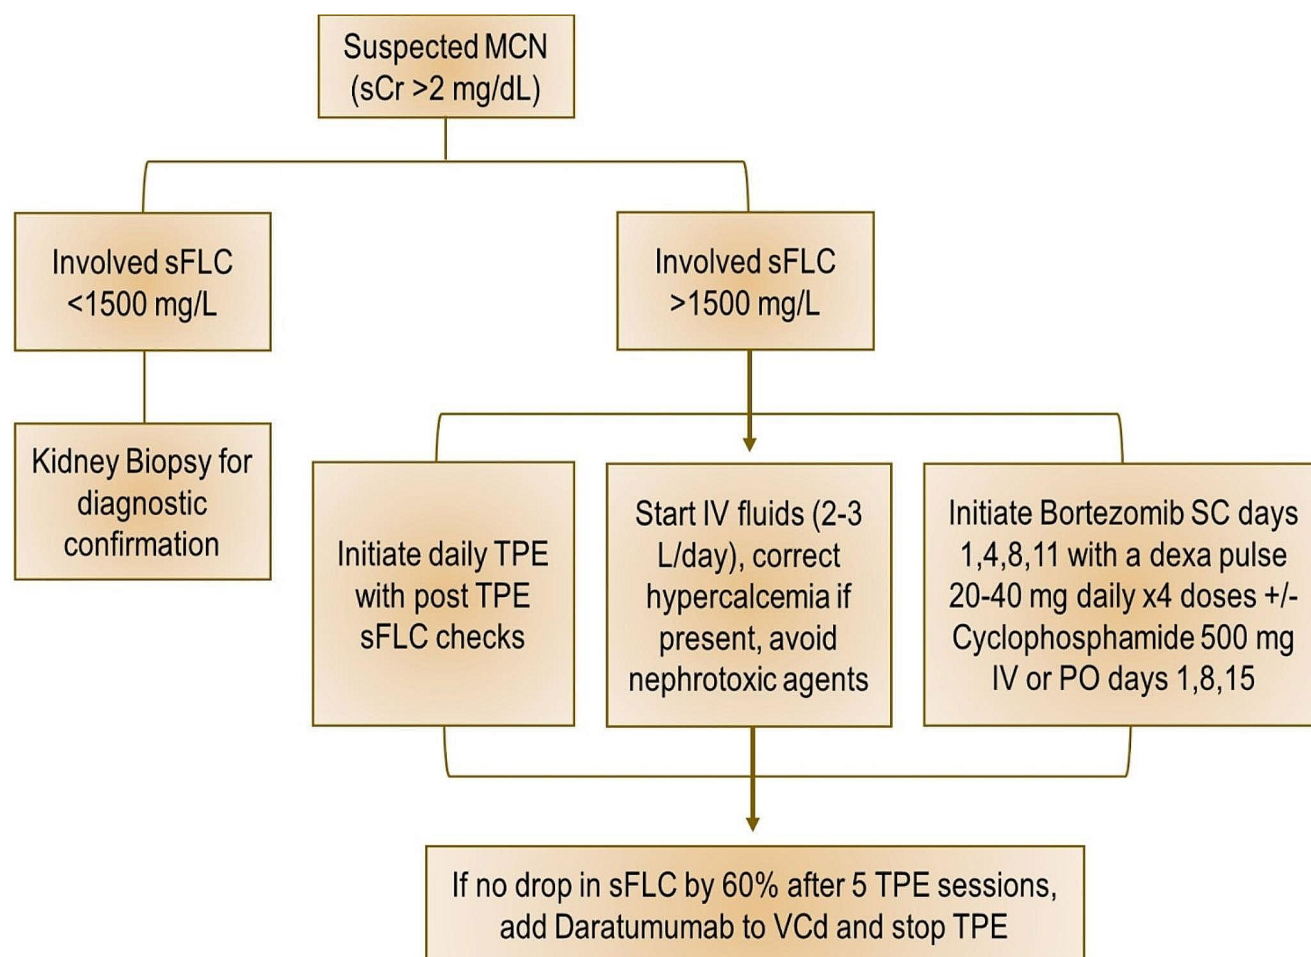 Suspected MCN
(sCr >2 mg/dL)
Involved sFLC
<1500 mg/L
Involved sFLC
>1500 mg/L
Kidney Biopsy for
diagnostic
confirmation
Initiate daily TPE
with post TPE
sFLC checks
Start IV fluids (2-3
L/day), correct
hypercalcemia if
present, avoid
nephrotoxic agents
Initiate Bortezomib SC days
1,4,8,11 with a dexa pulse
20-40 mg daily x4 doses +/-
Cyclophosphamide 500 mg
IV or PO days 1,8,15
If no drop in sFLC by 60% after 5 TPE sessions,
add Daratumumab to VCd and stop TPE